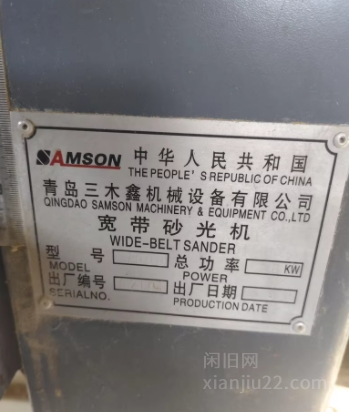 SAMSON 中华人民共和国
THE PEOPLE'S REPUBLIC OF CHINA
青岛三木鑫机械设备有限公司
QINGDAO SAMSON MACHINERY & EQUIPMENT CO.,LTD
宽带砂光机
WIDE-BELT SANDER
型号 总功率 KW
MODEL POWER
出厂编号 出厂日期
SERIALNO. PRODUCTION DATE
闲旧网
xianjiu22.com